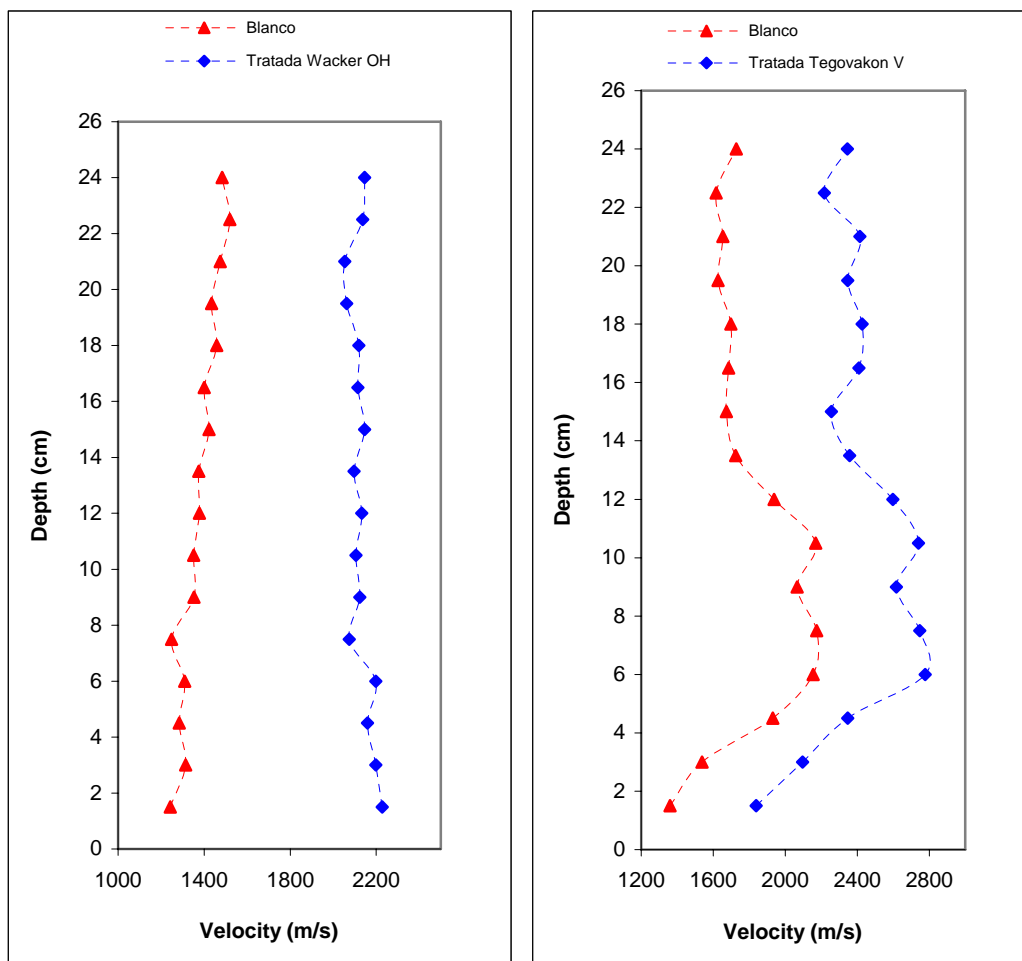 Blanco
Tratada Wacker OH
26
24
22
20
18
16
14
12
10
8
6
4
2
0
Depth (cm)
1000 1400 1800 2200
Velocity (m/s)
Blanco
Tratada Tegovakon V
26
24
22
20
18
16
14
12
10
8
6
4
2
0
Depth (cm)
1200 1600 2000 2400 2800
Velocity (m/s)